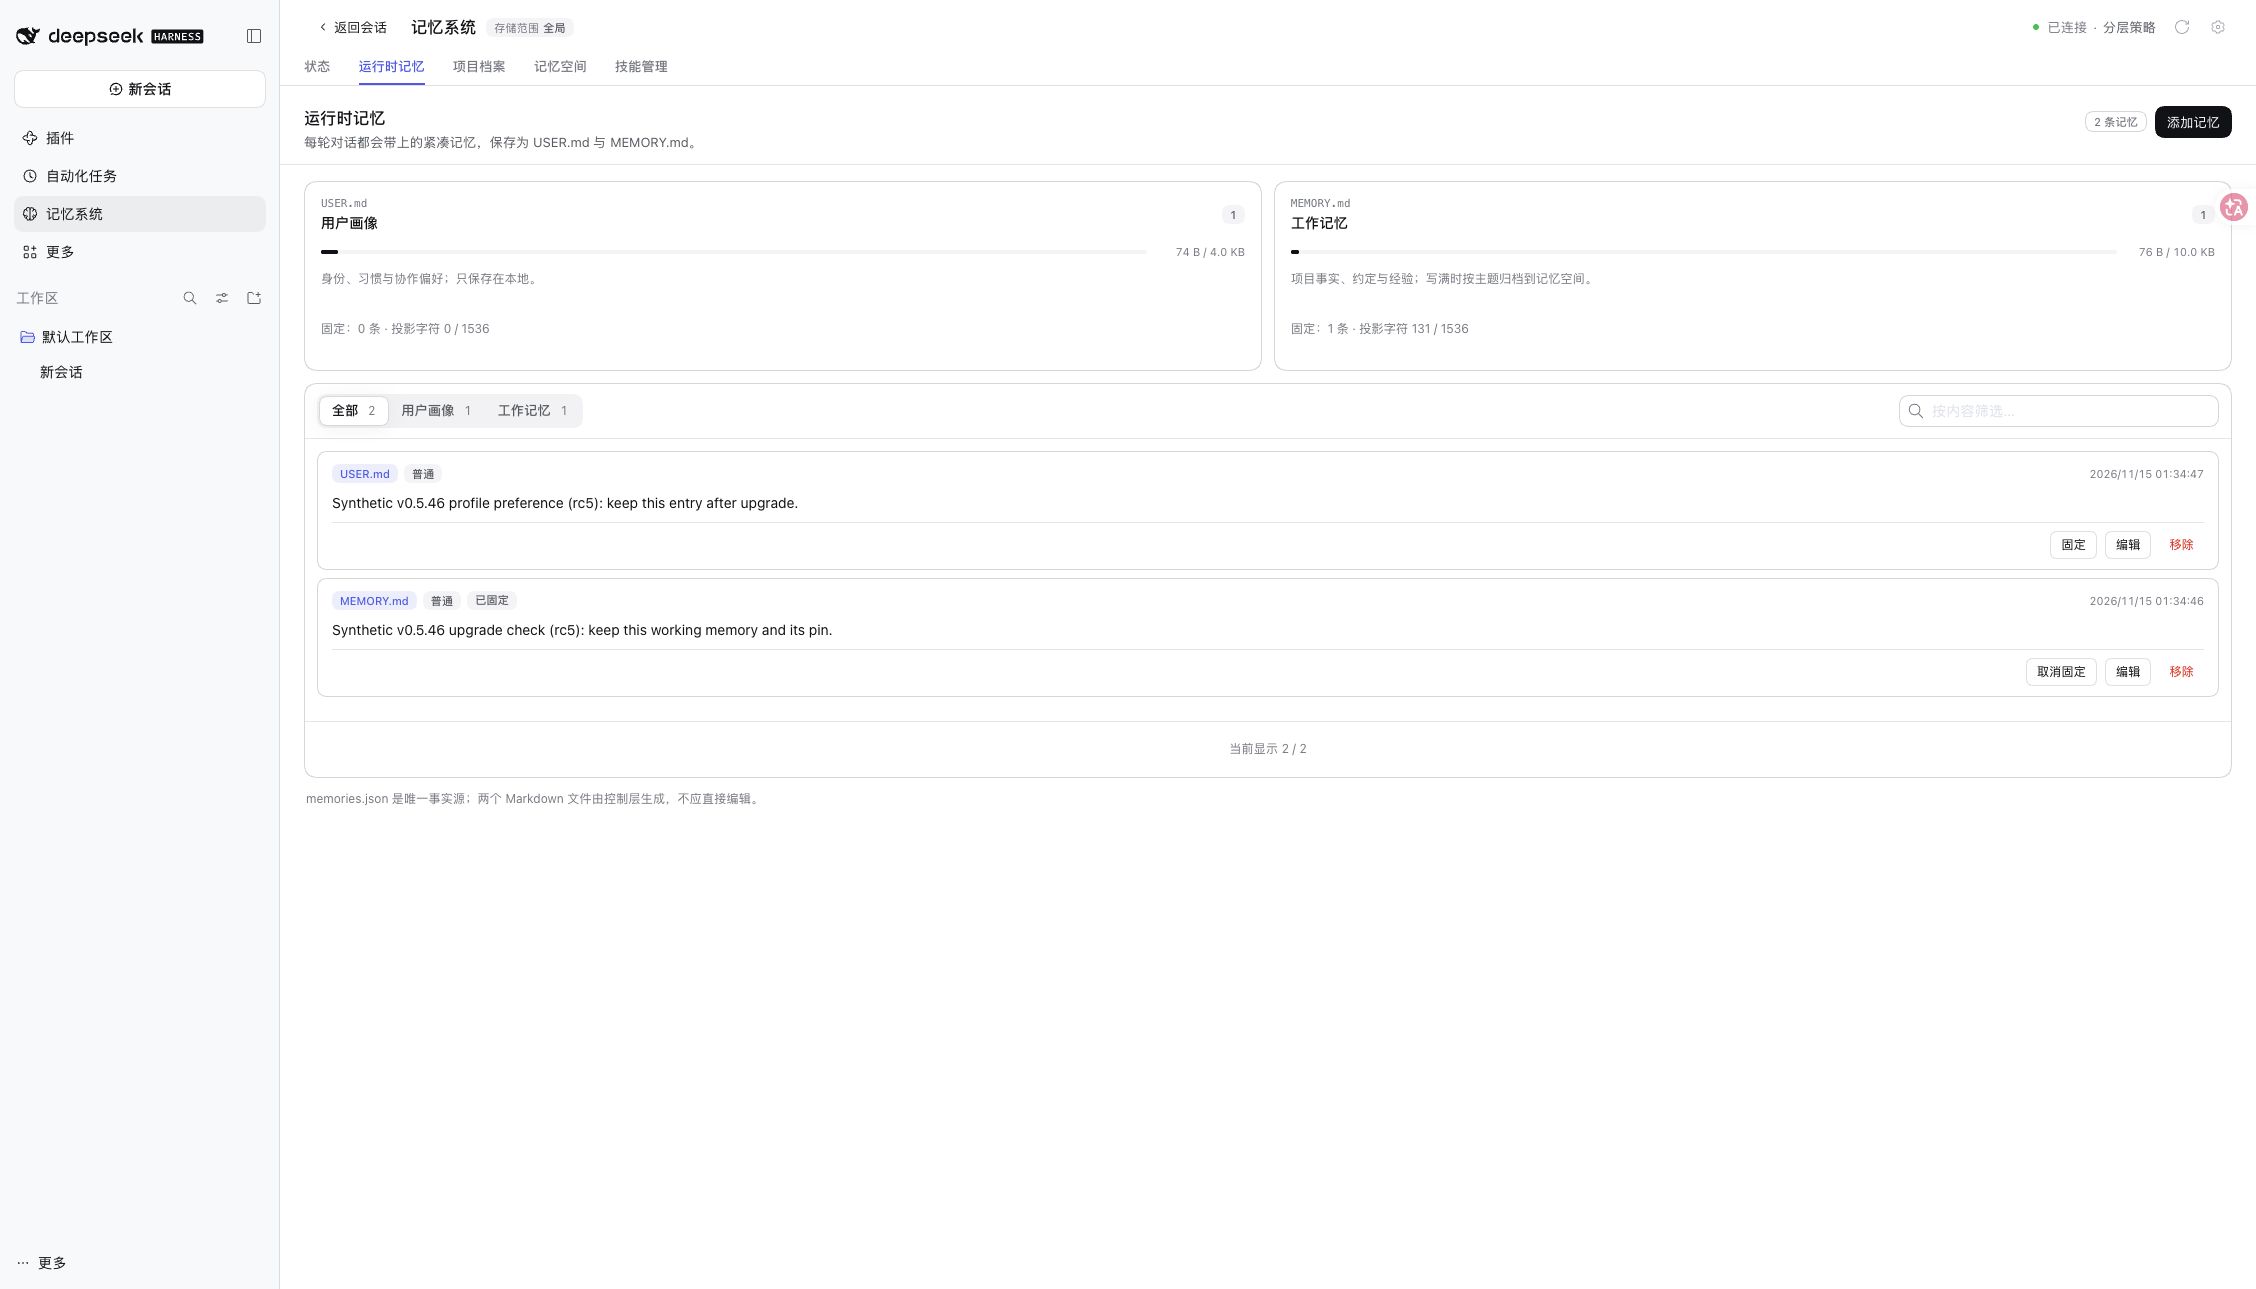 deepseek HARNESS
新会话
插件
自动化任务
记忆系统
更多
工作区
默认工作区
新会话
更多
返回会话 记忆系统 存储范围 全局
已连接 · 分层策略
状态 运行时记忆 项目档案 记忆空间 技能管理
运行时记忆
每轮对话都会带上的紧凑记忆，保存为 USER.md 与 MEMORY.md。
2 条记忆 添加记忆
USER.md
用户画像
1
74 B / 4.0 KB
身份、习惯与协作偏好；只保存在本地。
固定：0 条 · 投影字符 0 / 1536
MEMORY.md
工作记忆
1
76 B / 10.0 KB
项目事实、约定与经验；写满时按主题归档到记忆空间。
固定：1 条 · 投影字符 131 / 1536
全部 2 用户画像 1 工作记忆 1
按内容筛选...
USER.md 普通 2026/11/15 01:34:47
Synthetic v0.5.46 profile preference (rc5): keep this entry after upgrade.
固定 编辑 移除
MEMORY.md 普通 已固定 2026/11/15 01:34:46
Synthetic v0.5.46 upgrade check (rc5): keep this working memory and its pin.
取消固定 编辑 移除
当前显示 2 / 2
memories.json 是唯一事实源；两个 Markdown 文件由控制层生成，不应直接编辑。